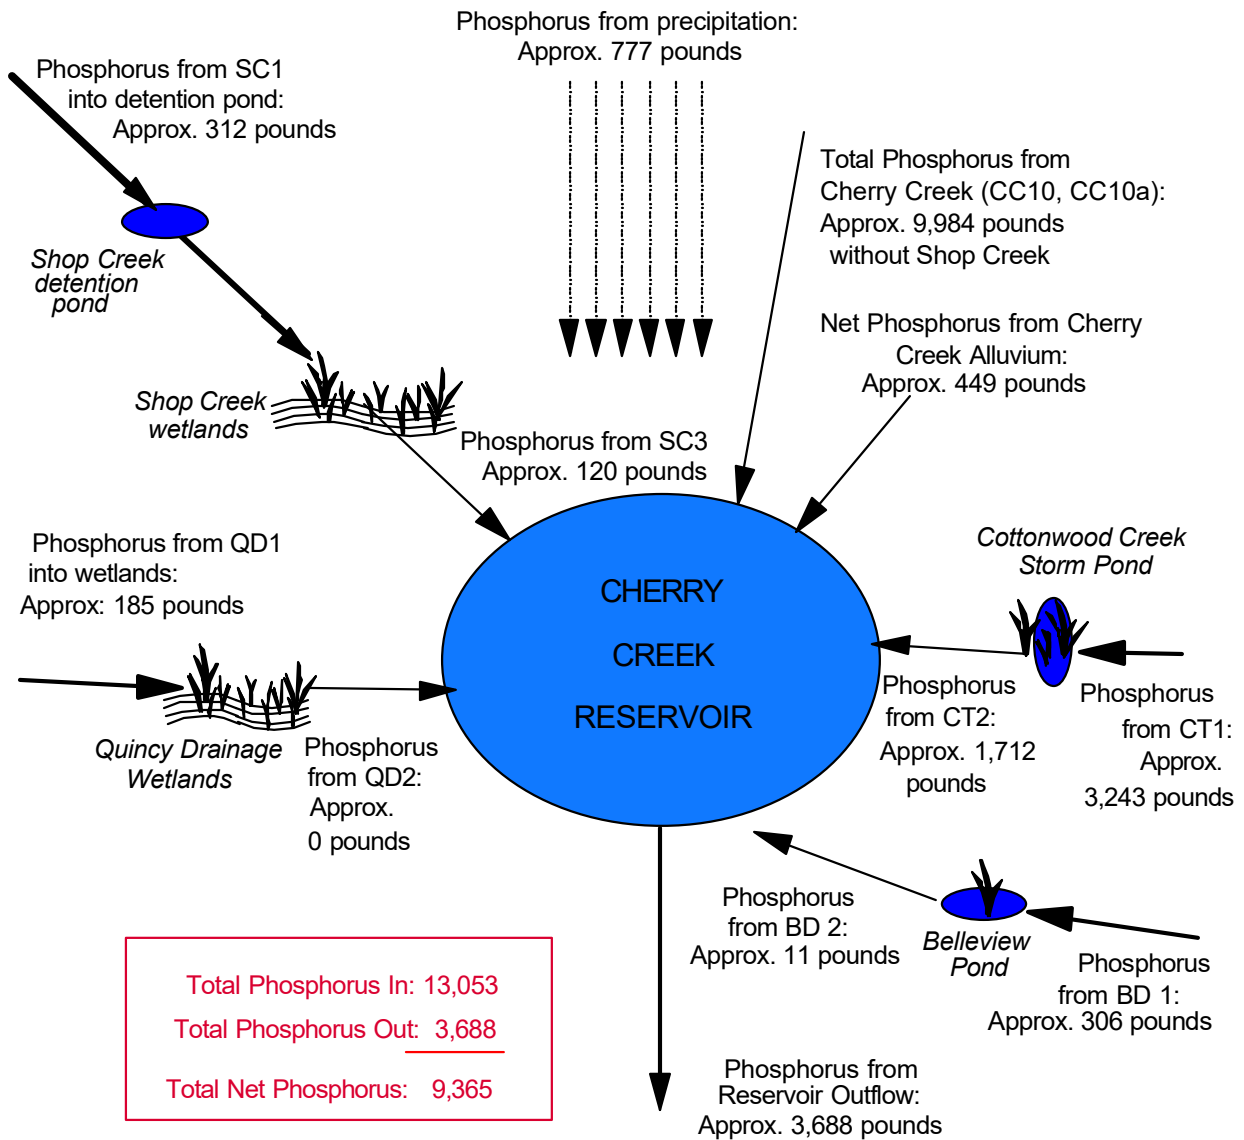 Phosphorus from precipitation:
Approx. 777 pounds
Phosphorus from SC1
into detention pond:
Approx. 312 pounds
Shop Creek
detention
pond
Total Phosphorus from
Cherry Creek (CC10, CC10a):
Approx. 9,984 pounds
without Shop Creek
Net Phosphorus from Cherry
Creek Alluvium:
Approx. 449 pounds
Shop Creek
wetlands
Phosphorus from SC3
Approx. 120 pounds
Phosphorus from QD1
into wetlands:
Approx: 185 pounds
Cottonwood Creek
Storm Pond
CHERRY
CREEK
RESERVOIR
Quincy Drainage
Wetlands
Phosphorus
from QD2:
Approx.
0 pounds
Phosphorus
from CT2:
Approx. 1,712
pounds
Phosphorus
from CT1:
Approx.
3,243 pounds
Phosphorus
from BD 2:
Approx. 11 pounds
Belleview
Pond
Phosphorus
from BD 1:
Approx. 306 pounds
Total Phosphorus In: 13,053
Total Phosphorus Out: 3,688
Total Net Phosphorus: 9,365
Phosphorus from
Reservoir Outflow:
Approx. 3,688 pounds